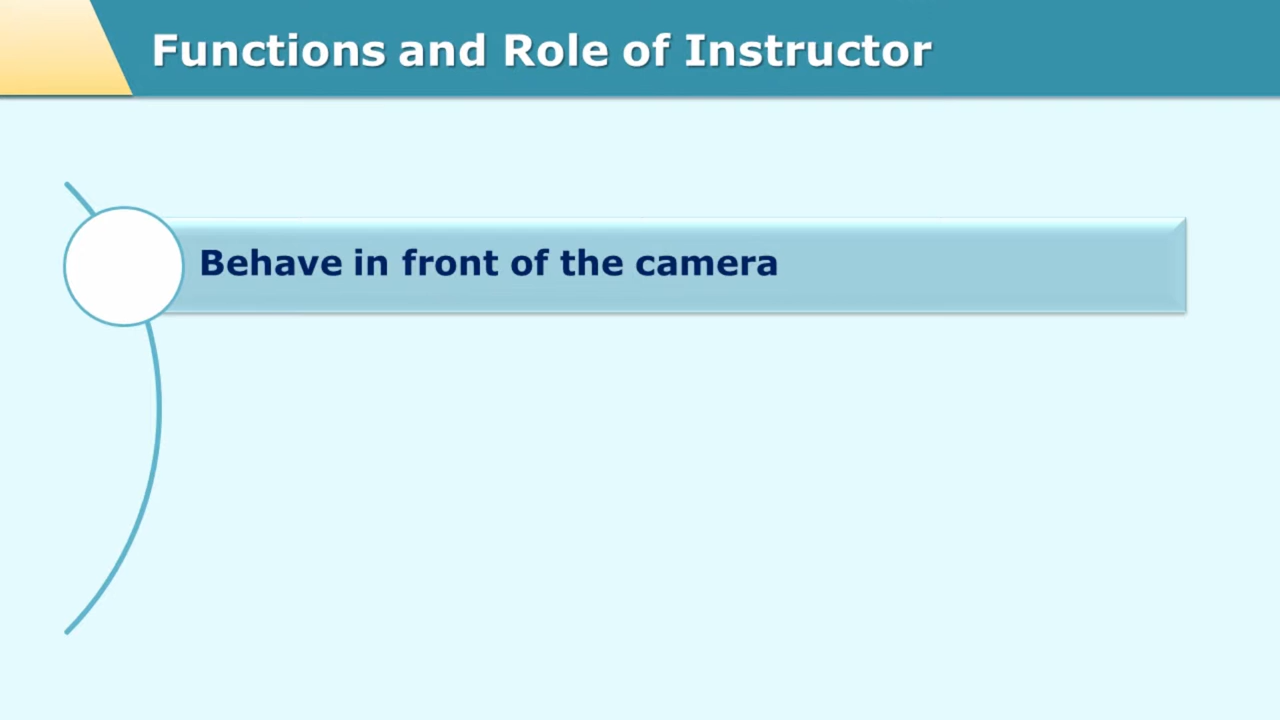 Functions and Role of Instructor
Behave in front of the camera